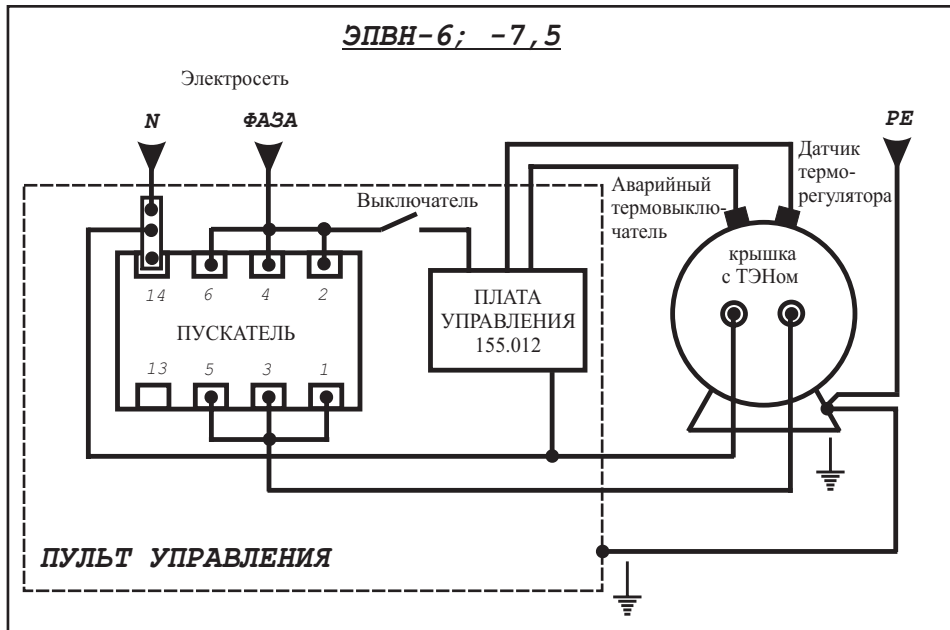 ЭПВН-6; -7,5
Электросеть
N
ФАЗА
PE
Датчик
термо-
регулятора
Аварийный
термовыклю-
чатель
Выключатель
крышка
с ТЭНом
14
6
4
2
ПУСКАТЕЛЬ
13
5
3
1
ПЛАТА
УПРАВЛЕНИЯ
155.012
ПУЛЬТ УПРАВЛЕНИЯ